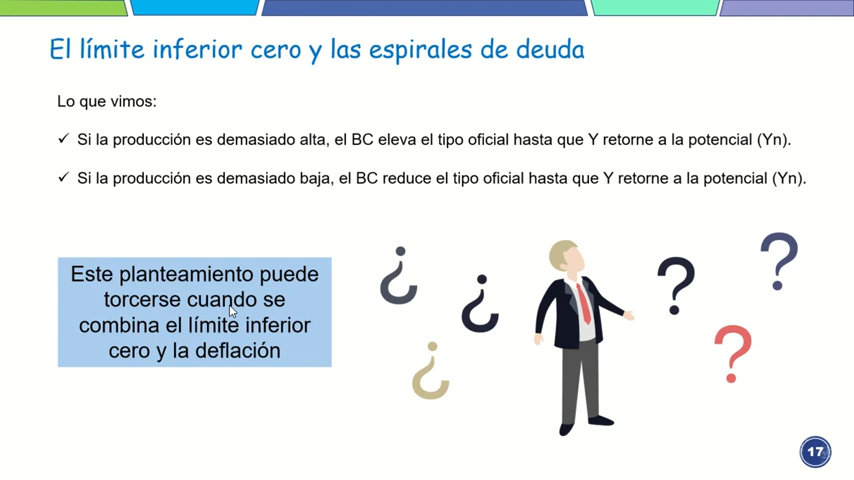 El límite inferior cero y las espirales de deuda
Lo que vimos:
✓ Si la producción es demasiado alta, el BC eleva el tipo oficial hasta que Y retorne a la potencial (Yn).
✓ Si la producción es demasiado baja, el BC reduce el tipo oficial hasta que Y retorne a la potencial (Yn).
Este planteamiento puede
torcerse cuando se
combina el límite inferior
cero y la deflación
¿ ¿ ¿ ? ? ?
17